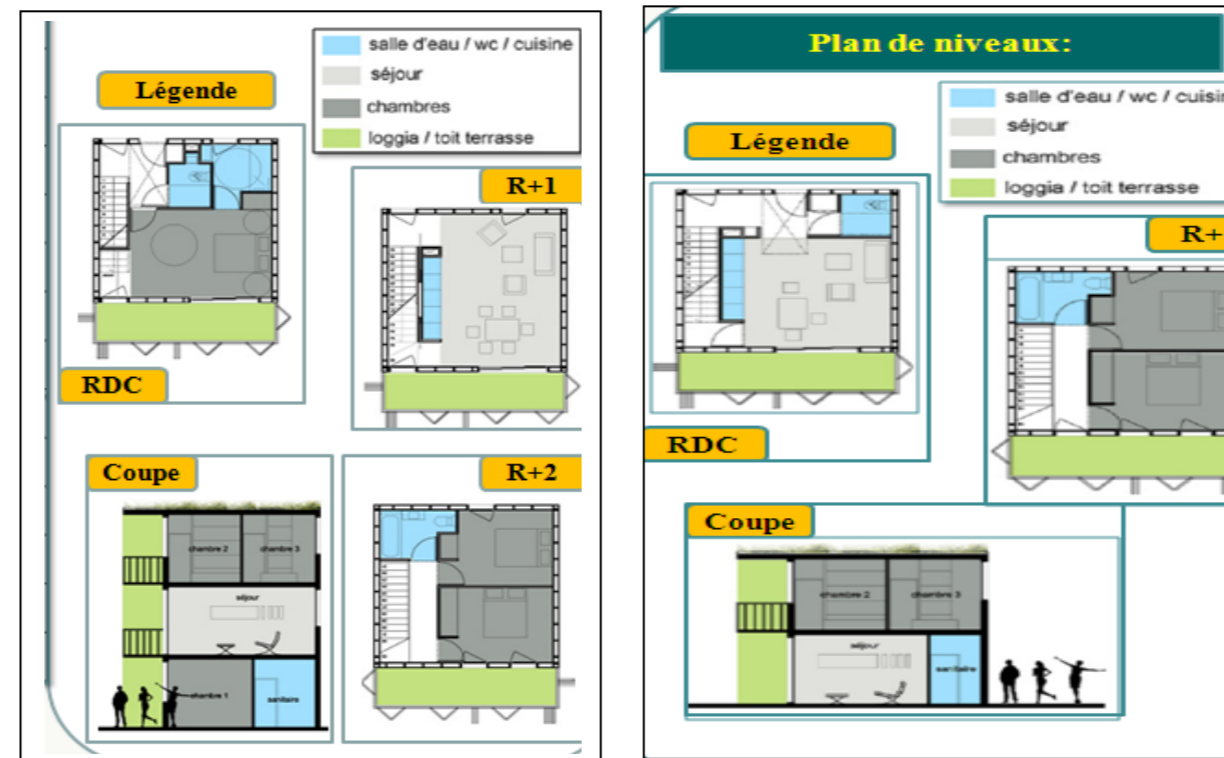 salle d'eau / wc / cuisine
séjour
chambres
loggia / toit terrasse
Légende
R+1
RDC
Coupe
chambre 2
chambre 3
séjour
chambre 1
sanitaire
R+2
Plan de niveaux:
salle d'eau / wc / cuisin
séjour
chambres
loggia / toit terrasse
Légende
R+
RDC
Coupe
chambre 2
chambre 3
séjour
sanitaire